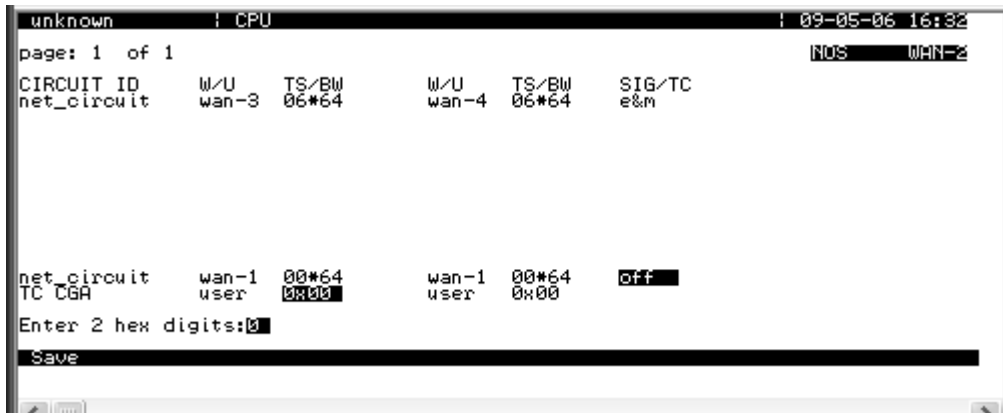 unknown ¦ CPU ¦ 09-05-06 16:32
page: 1 of 1 NOS WAN-2
CIRCUIT ID W/U TS/BW W/U TS/BW SIG/TC
net_circuit wan-3 06*64 wan-4 06*64 e&m
net_circuit wan-1 00*64 wan-1 00*64 off
TC CGA user 0x00 user 0x00
Enter 2 hex digits:0
Save